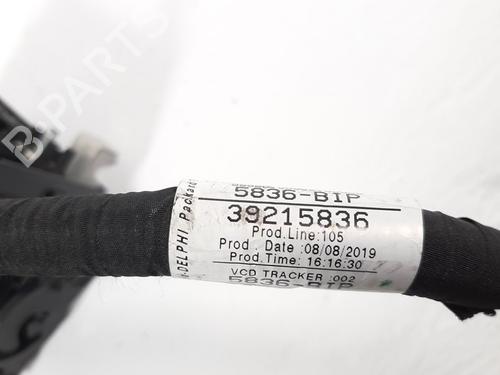 B-PARTS
5836-BIP
39215836
Prod.Line:105
Prod. Date :08/08/2019
Prod.Time: 16:16:30
VCD TRACKER :002
5836-BIP
DELPHI Packard